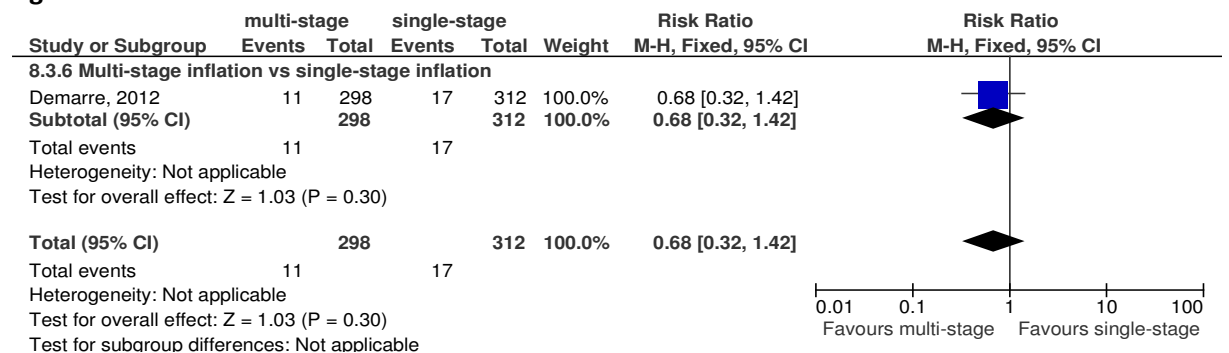 multi-stage single-stage Risk Ratio Risk Ratio
Study or Subgroup Events Total Events Total Weight M-H, Fixed, 95% CI M-H, Fixed, 95% CI
8.3.6 Multi-stage inflation vs single-stage inflation
Demarre, 2012 11 298 17 312 100.0% 0.68 [0.32, 1.42]
Subtotal (95% CI) 298 312 100.0% 0.68 [0.32, 1.42]
Total events 11 17
Heterogeneity: Not applicable
Test for overall effect: Z = 1.03 (P = 0.30)
Total (95% CI) 298 312 100.0% 0.68 [0.32, 1.42]
Total events 11 17
Heterogeneity: Not applicable
Test for overall effect: Z = 1.03 (P = 0.30)
Test for subgroup differences: Not applicable
0.01 0.1 1 10 100
Favours multi-stage Favours single-stage